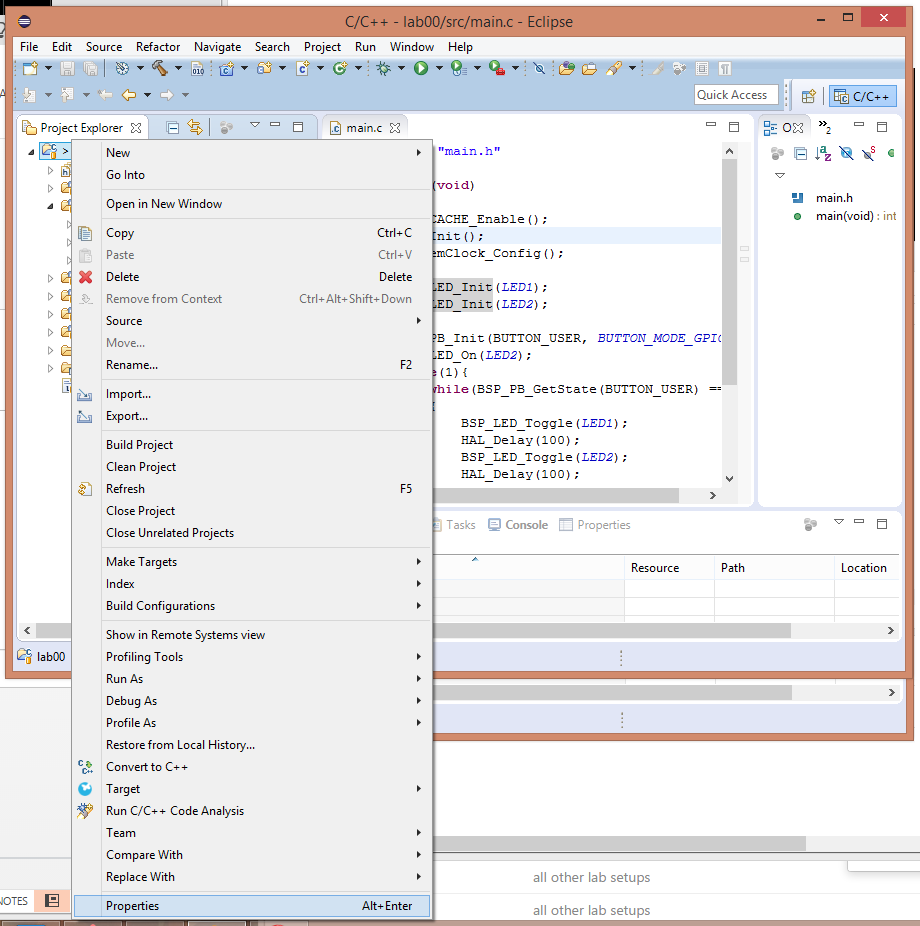 C/C++ - lab00/src/main.c - Eclipse
File Edit Source Refactor Navigate Search Project Run Window Help
010
Quick Access
C/C++
Project Explorer
main.c
O
»2
>
New
Go Into
Open in New Window
Copy Ctrl+C
Paste Ctrl+V
Delete Delete
Remove from Context Ctrl+Alt+Shift+Down
Source
Move...
Rename... F2
Import...
Export...
Build Project
Clean Project
Refresh F5
Close Project
Close Unrelated Projects
Make Targets
Index
Build Configurations
Show in Remote Systems view
Profiling Tools
Run As
Debug As
Profile As
Restore from Local History...
Convert to C++
Target
Run C/C++ Code Analysis
Team
Compare With
Replace With
Properties Alt+Enter
"main.h"
(void)
CACHE_Enable();
Init();
emClock_Config();
LED_Init(LED1);
LED_Init(LED2);
PB_Init(BUTTON_USER, BUTTON_MODE_GPIO
LED_On(LED2);
e(1){
while(BSP_PB_GetState(BUTTON_USER) ==
{
BSP_LED_Toggle(LED1);
HAL_Delay(100);
BSP_LED_Toggle(LED2);
HAL_Delay(100);
main.h
main(void) : int
Tasks
Console
Properties
Resource Path Location
lab00
NOTES
all other lab setups
all other lab setups